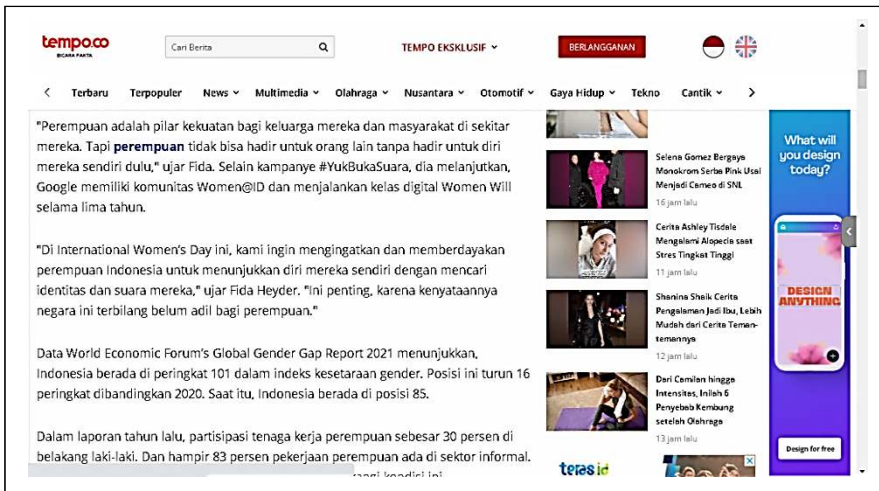 tempo.co
BICARA FAKTA
Cari Berita
TEMPO EKSKLUSIF
BERLANGGANAN
Terbaru Terpopuler News Multimedia Olahraga Nusantara Otomotif Gaya Hidup Tekno Cantik
"Perempuan adalah pilar kekuatan bagi keluarga mereka dan masyarakat di sekitar
mereka. Tapi perempuan tidak bisa hadir untuk orang lain tanpa hadir untuk diri
mereka sendiri dulu," ujar Fida. Selain kampanye #YukBukaSuara, dia melanjutkan,
Google memiliki komunitas Women@ID dan menjalankan kelas digital Women Will
selama lima tahun.
"Di International Women's Day ini, kami ingin mengingatkan dan memberdayakan
perempuan Indonesia untuk menunjukkan diri mereka sendiri dengan mencari
identitas dan suara mereka," ujar Fida Heyder. "Ini penting, karena kenyataannya
negara ini terbilang belum adil bagi perempuan."
Data World Economic Forum's Global Gender Gap Report 2021 menunjukkan,
Indonesia berada di peringkat 101 dalam indeks kesetaraan gender. Posisi ini turun 16
peringkat dibandingkan 2020. Saat itu, Indonesia berada di posisi 85.
Dalam laporan tahun lalu, partisipasi tenaga kerja perempuan sebesar 30 persen di
belakang laki-laki. Dan hampir 83 persen pekerjaan perempuan ada di sektor informal.
kondisi ini
Selena Gomez Bergaya
Monokrom Serba Pink Usai
Menjadi Cameo di SNL
16 jam lalu
Cerita Ashley Tisdale
Mengalami Alopecia saat
Stres Tingkat Tinggi
11 jam lalu
Shanina Shaik Cerita
Pengalaman Jadi Ibu, Lebih
Mudah dari Cerita Teman-
temannya
12 jam lalu
Dari Camilan hingga
Intensitas, Inilah 6
Penyebab Kembung
setelah Olahraga
13 jam lalu
teras.id
What will
you design
today?
DESIGN
ANYTHING
Design for free